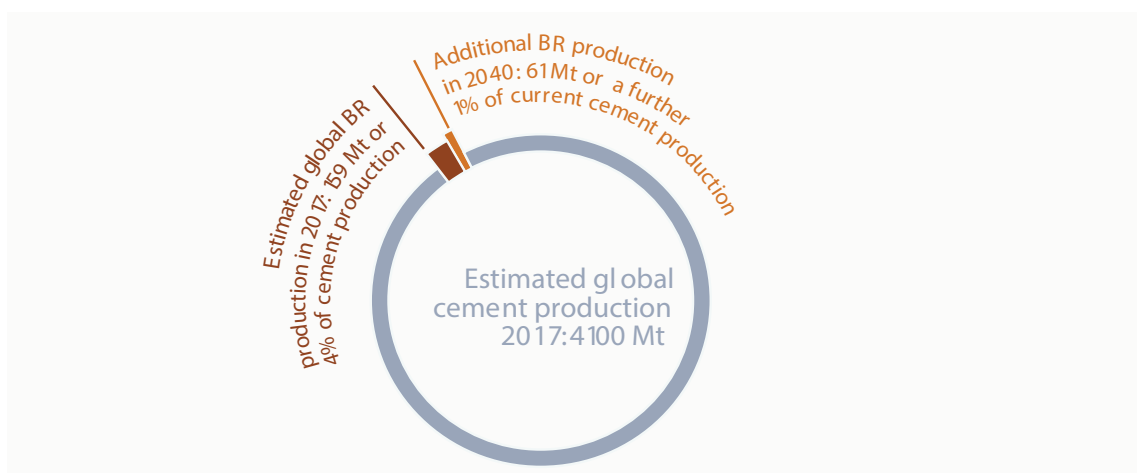 Estimated global BR
production in 2017: 159 Mt or
4% of cement production
Additional BR production
in 2040: 61Mt or a further
1% of current cement production
Estimated global
cement production
2017:4100 Mt